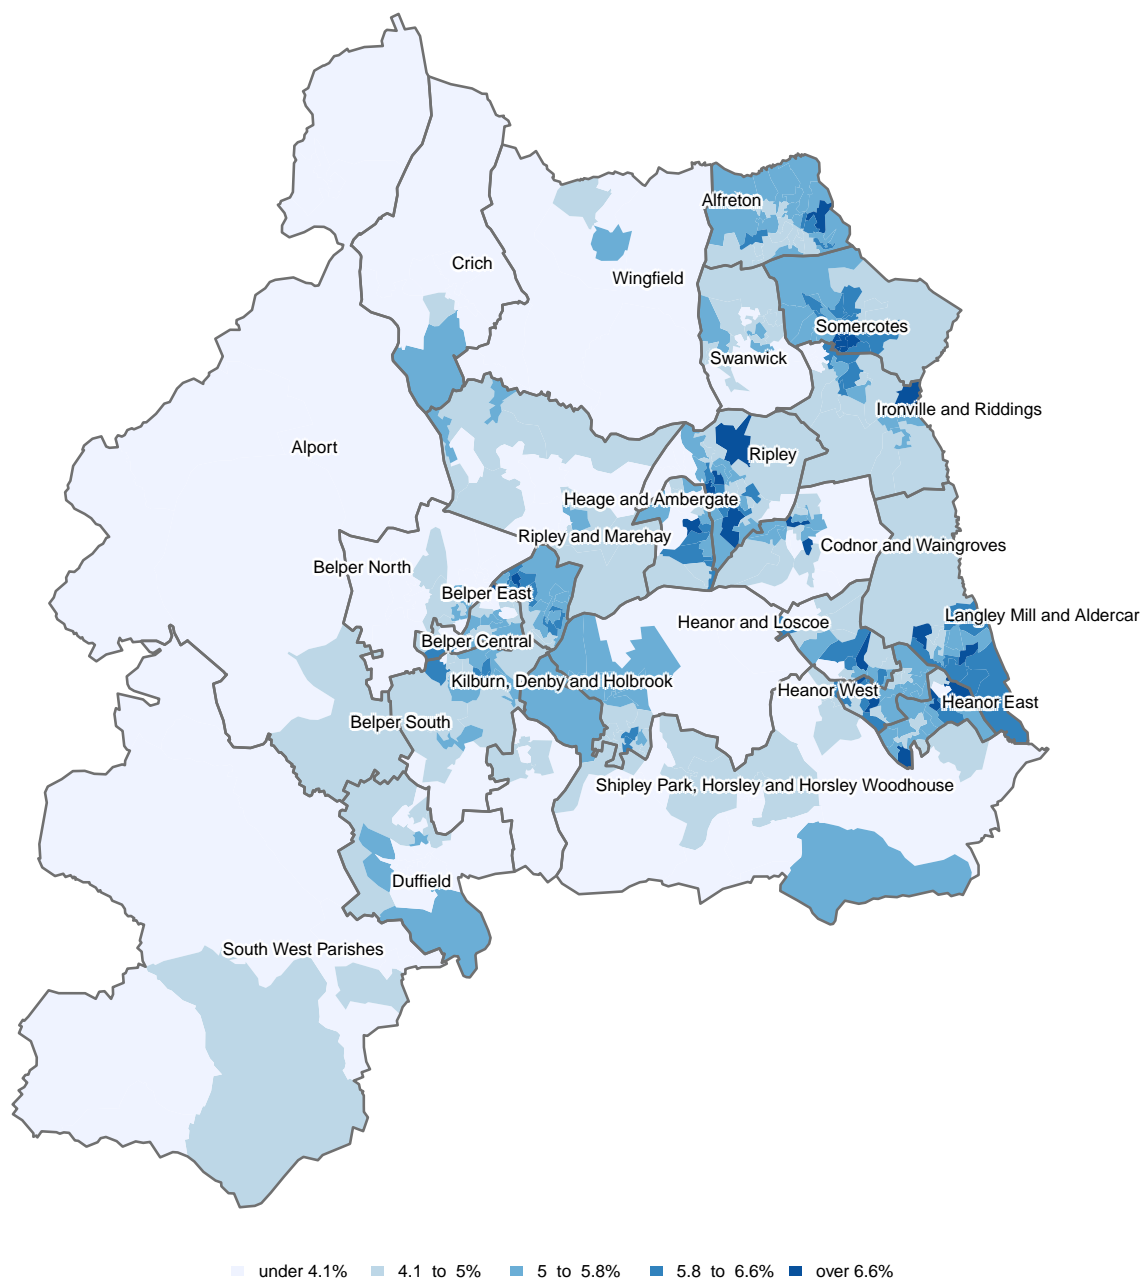 Alfreton
Crich
Wingfield
Somercotes
Swanwick
Ironville and Riddings
Alport
Ripley
Heage and Ambergate
Ripley and Marehay
Codnor and Waingroves
Belper North
Belper East
Langley Mill and Aldercar
Heanor and Loscoe
Belper Central
Kilburn, Denby and Holbrook
Heanor West
Heanor East
Belper South
Shipley Park, Horsley and Horsley Woodhouse
Duffield
South West Parishes
under 4.1% 4.1 to 5% 5 to 5.8% 5.8 to 6.6% over 6.6%